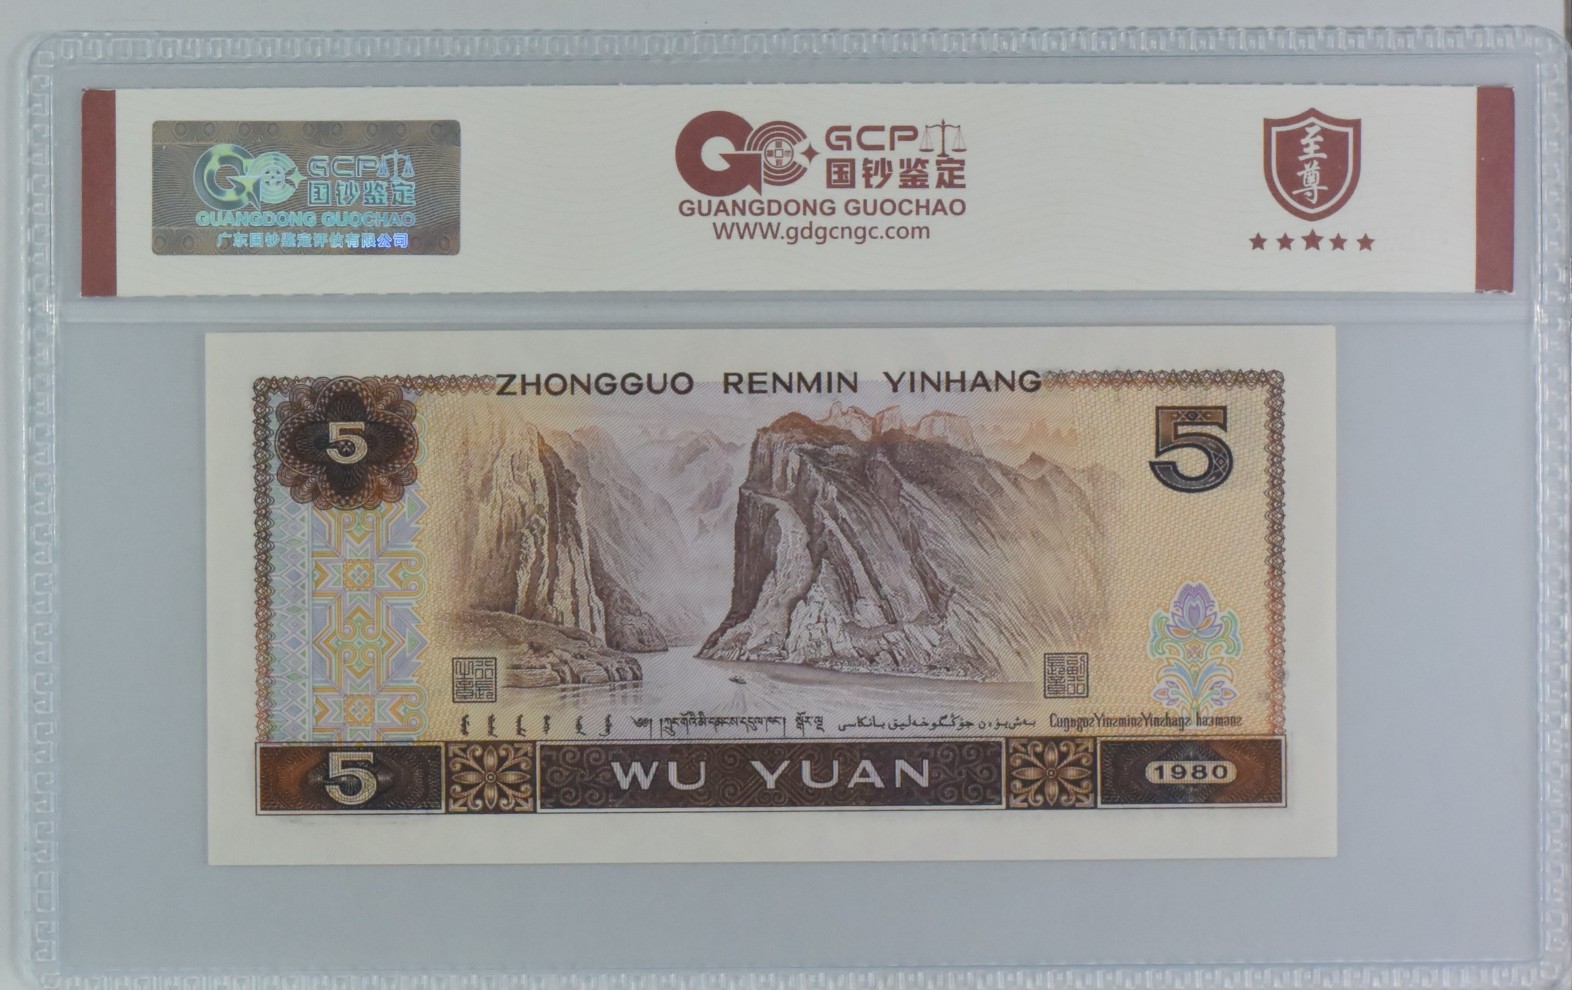 GCP
国钞鉴定
GUANGDONG GUOCHAO
广东国钞鉴定评估有限公司
GCP
国钞鉴定
GUANGDONG GUOCHAO
WWW.gdgcngc.com
至尊
ZHONGGUO RENMIN YINHANG
5
5
CuŋgozYinzminzYinzhangz hazmanz
5
WU YUAN
1980